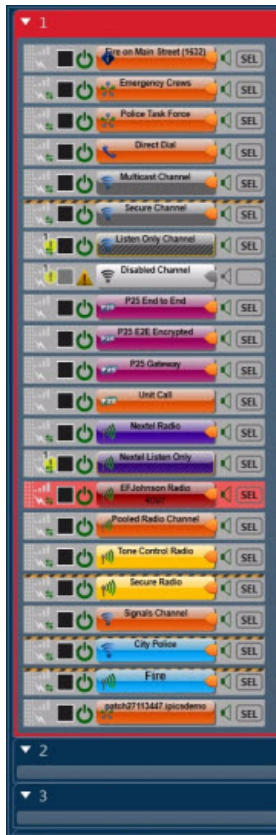 1
Fire on Main Street (1632)
SEL
Emergency Crews
SEL
Police Task Force
SEL
Direct Dial
SEL
Multicast Channel
SEL
Secure Channel
SEL
Listen Only Channel
SEL
Disabled Channel
P25 End to End
SEL
P25 E2E Encrypted
SEL
P25 Gateway
SEL
Unit Call
SEL
Nextel Radio
SEL
Nextel Listen Only
SEL
EFJohnson Radio
SEL
Pooled Radio Channel
SEL
Tone Control Radio
SEL
Secure Radio
SEL
Signals Channel
SEL
City Police
SEL
Fire
SEL
patch27113447.ipicsdemo
SEL
2
3